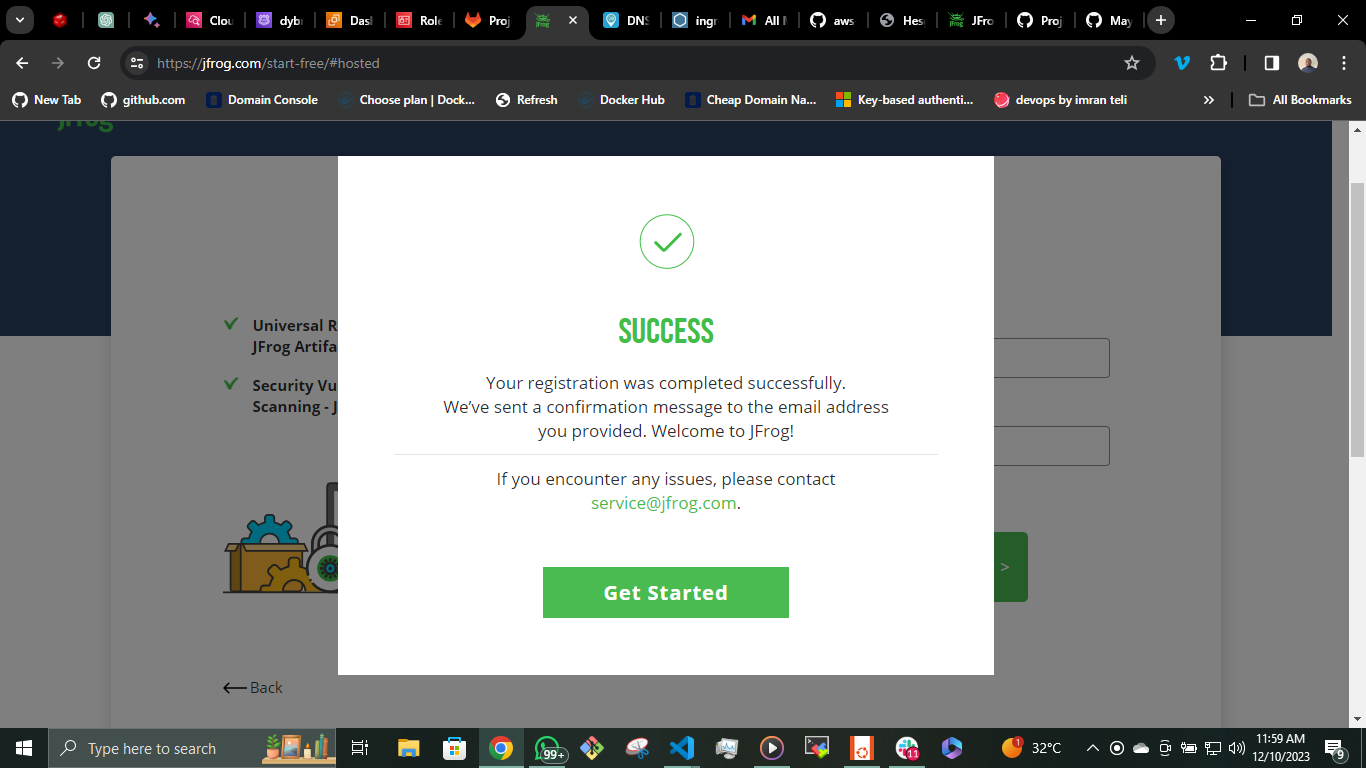 Clou
dybr
Das
Role
Proj
DNS
ingr
All M
aws
Hes
JFro
Proj
May
https://jfrog.com/start-free/#hosted
New Tab
github.com
Domain Console
Choose plan | Dock...
Refresh
Docker Hub
Cheap Domain Na...
Key-based authenti...
devops by imran teli
All Bookmarks
Universal R
JFrog Artifa
Security Vu
Scanning - J
SUCCESS
Your registration was completed successfully.
We’ve sent a confirmation message to the email address
you provided. Welcome to JFrog!
If you encounter any issues, please contact
service@jfrog.com.
Get Started
>
Back
Type here to search
99+
11
1
32°C
11:59 AM
12/10/2023
9